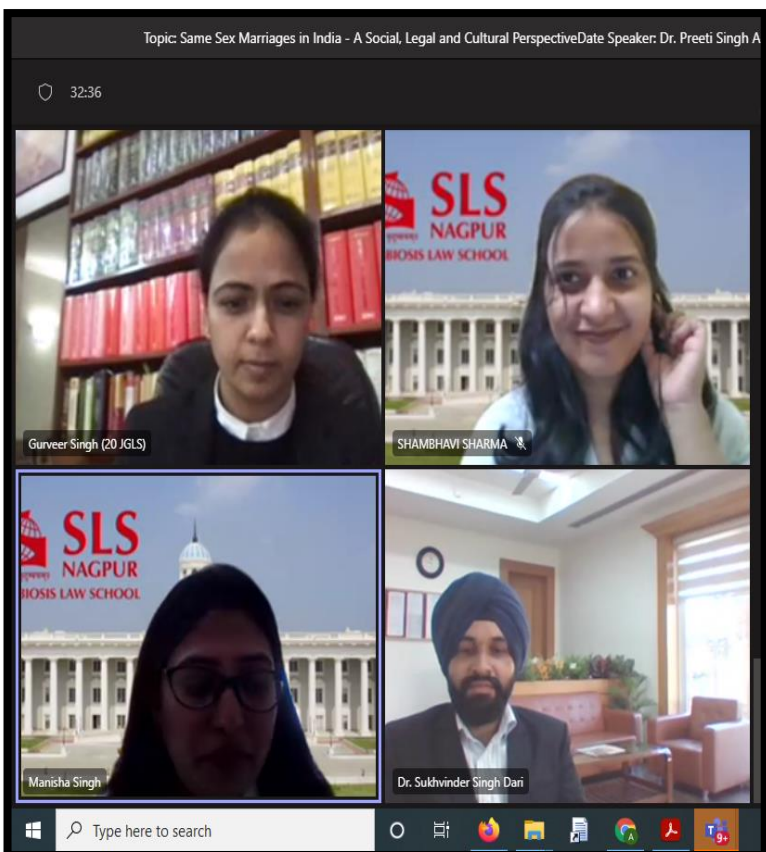 Topic: Same Sex Marriages in India - A Social, Legal and Cultural PerspectiveDate Speaker: Dr. Preeti Singh A
32:36
SLS
NAGPUR
BIOSIS LAW SCHOOL
Gurveer Singh (20 JGLS)
SHAMBHAVI SHARMA
SLS
NAGPUR
BIOSIS LAW SCHOOL
Manisha Singh
Dr. Sukhvinder Singh Dari
Type here to search
9+